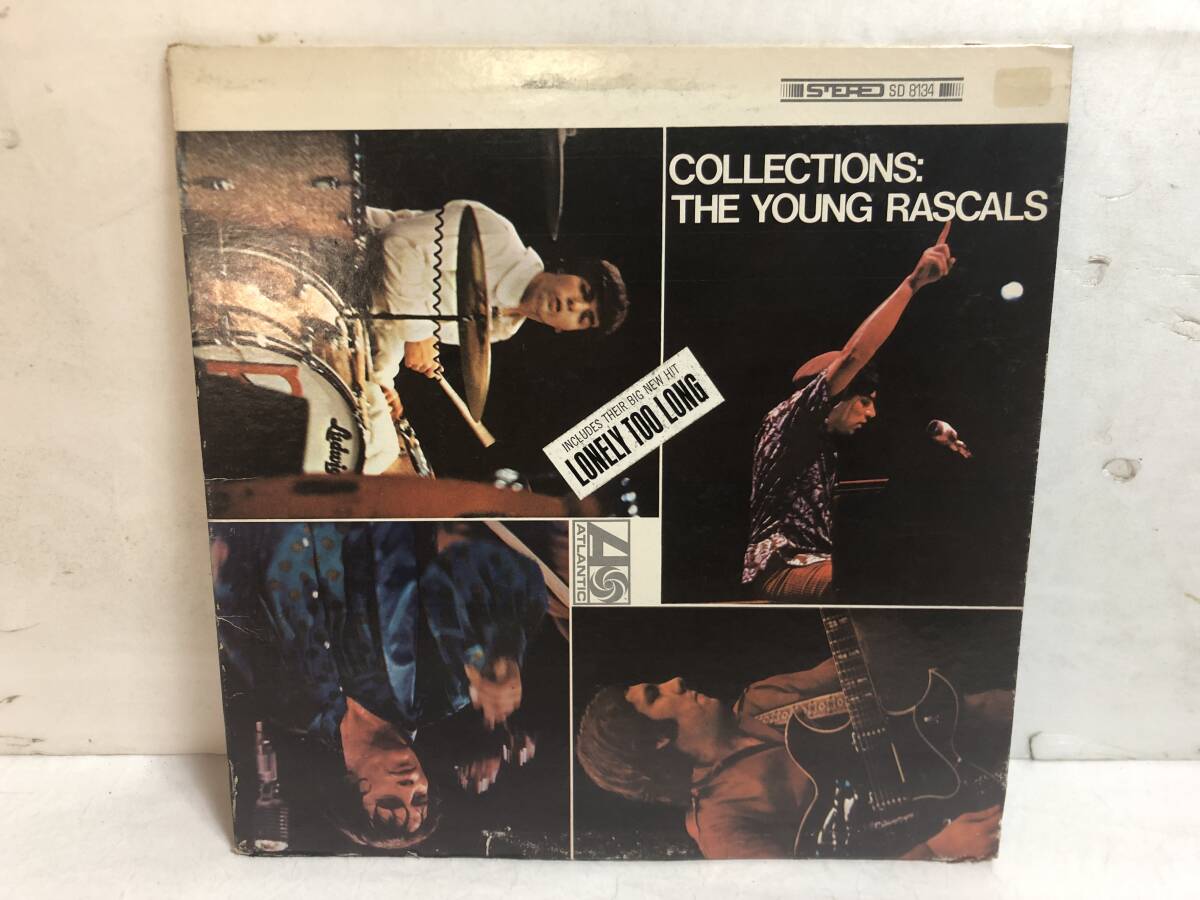 STEREO SD 8134
COLLECTIONS:
THE YOUNG RASCALS
INCLUDES THEIR BIG NEW HIT
LONELY TOO LONG
Ludwig
ATLANTIC